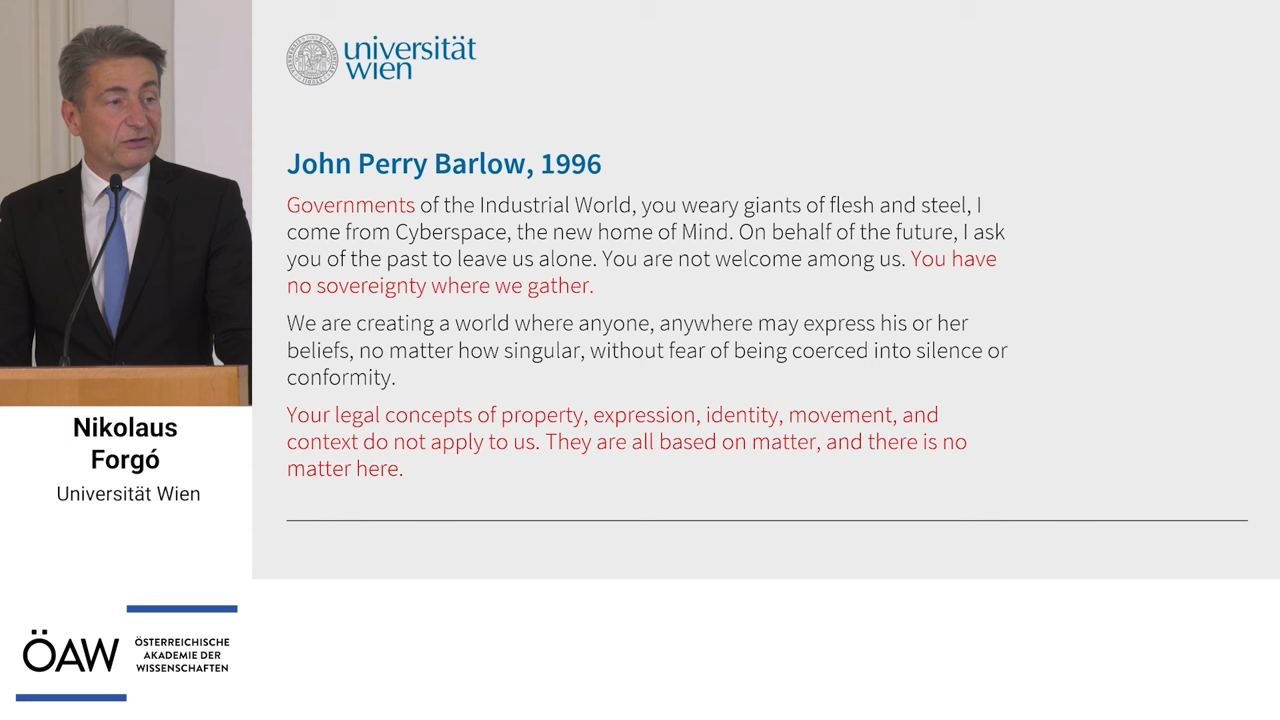 universität
wien
John Perry Barlow, 1996
Governments of the Industrial World, you weary giants of flesh and steel, I
come from Cyberspace, the new home of Mind. On behalf of the future, I ask
you of the past to leave us alone. You are not welcome among us. You have
no sovereignty where we gather.
We are creating a world where anyone, anywhere may express his or her
beliefs, no matter how singular, without fear of being coerced into silence or
conformity.
Your legal concepts of property, expression, identity, movement, and
context do not apply to us. They are all based on matter, and there is no
matter here.
Nikolaus
Forgó
Universität Wien
ÖAW
ÖSTERREICHISCHE
AKADEMIE DER
WISSENSCHAFTEN